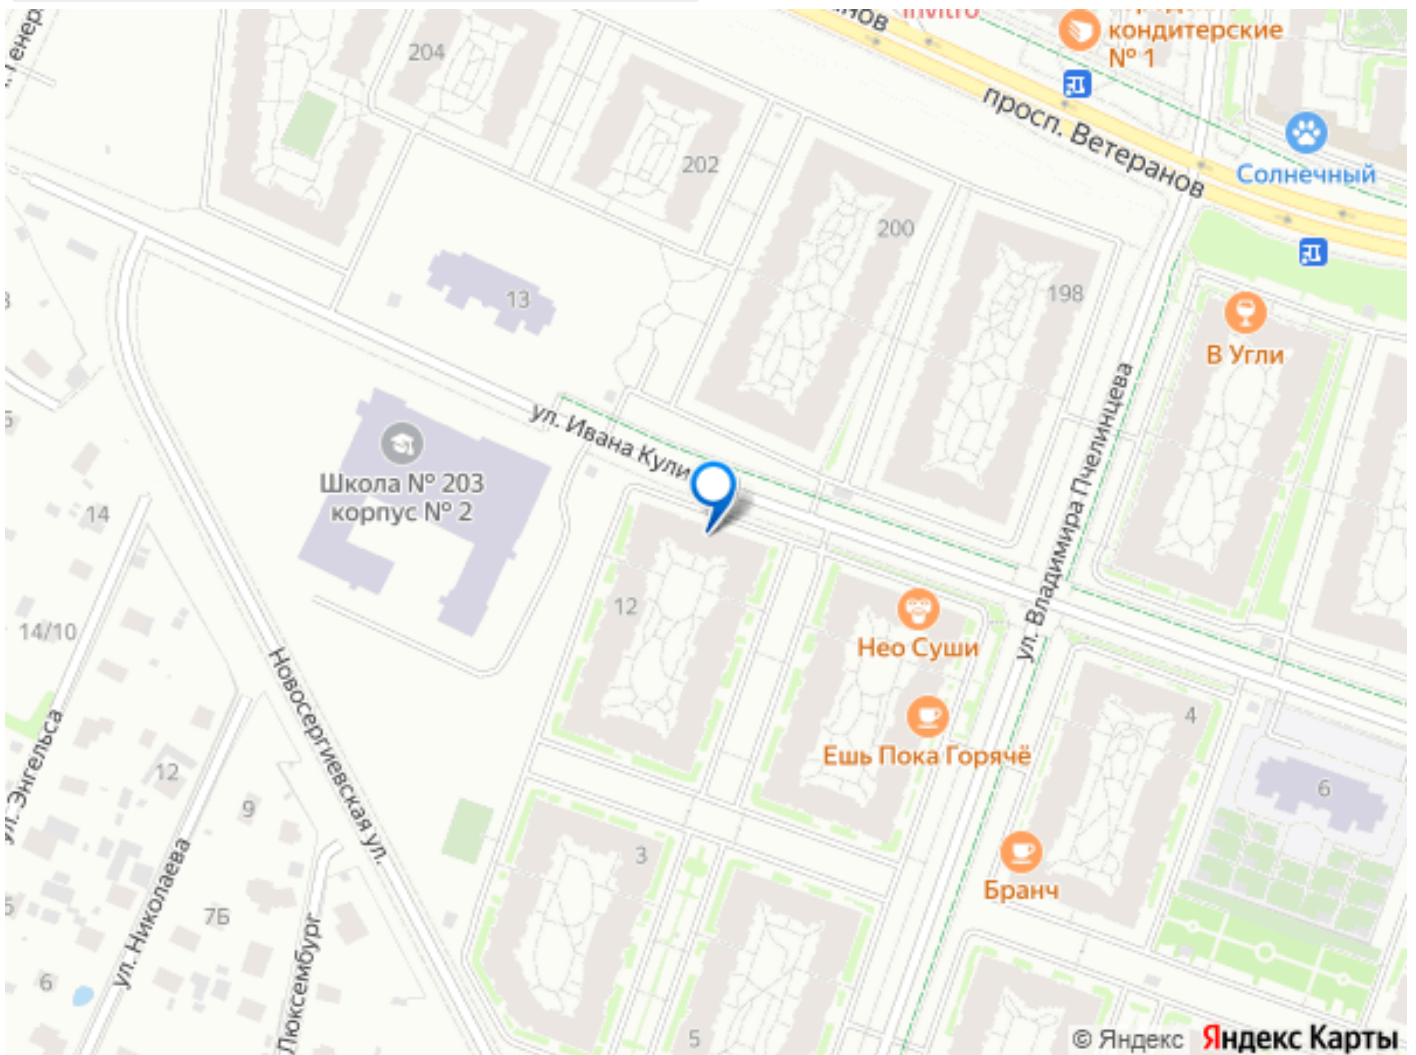 invitro
кондитерские
№ 1
204
просп. Ветеранов
Солнечный
202
200
198
13
В Угли
ул. Ивана Кули
Школа № 203
корпус № 2
ул. Владимира Пчелинцева
14
12
14/10
Нео Суши
Новосергиевская ул.
Ешь Пока Горячё
4
6
ул. Энгельса
12
9
3
Бранч
ул. Николаева
7Б
Люксембург
6
5
© Яндекс Яндекс Карты